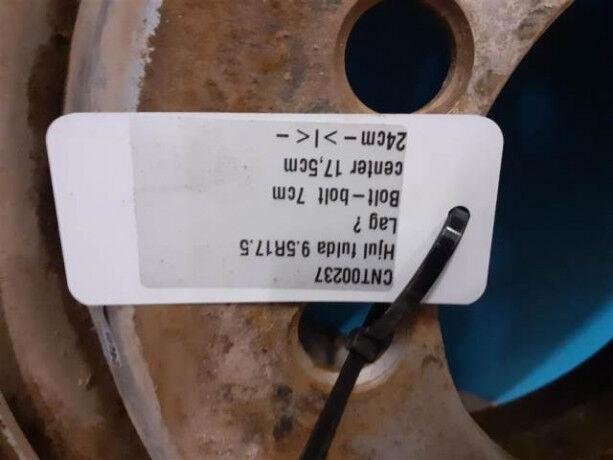 CNT00237
Hjul fulda 9.5R17.5
Lag ?
Bolt-bolt 7cm
center 17,5cm
24cm - > | < -